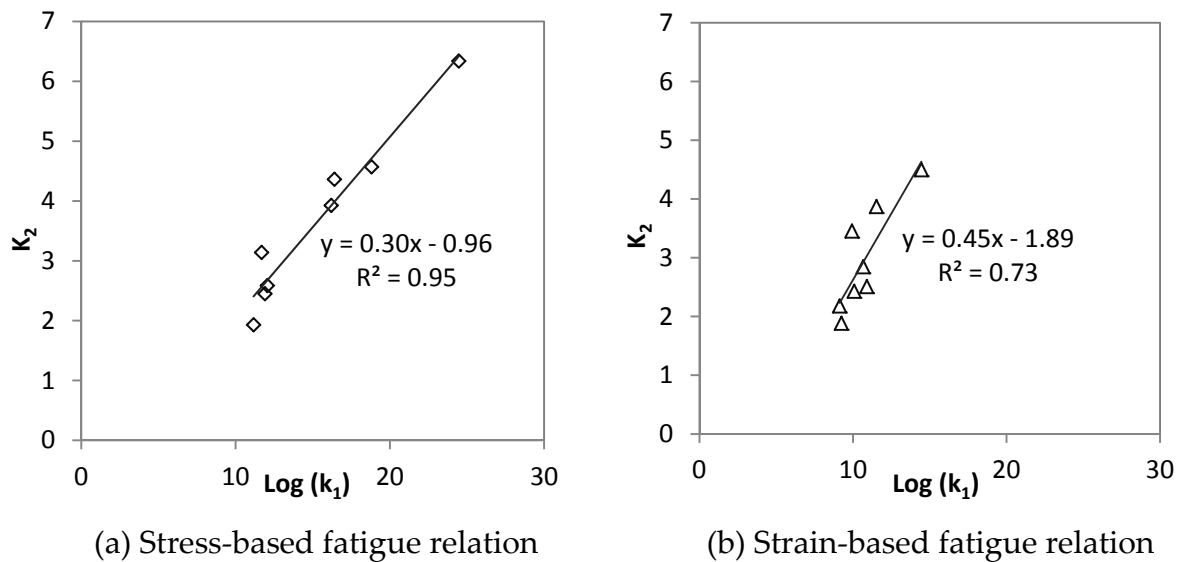 7
6
5
4
3
2
1
0
K₂
y = 0.30x - 0.96
R² = 0.95
0 10 20 30
Log (k₁)
(a) Stress-based fatigue relation
7
6
5
4
3
2
1
0
K₂
y = 0.45x - 1.89
R² = 0.73
0 10 20 30
Log (k₁)
(b) Strain-based fatigue relation